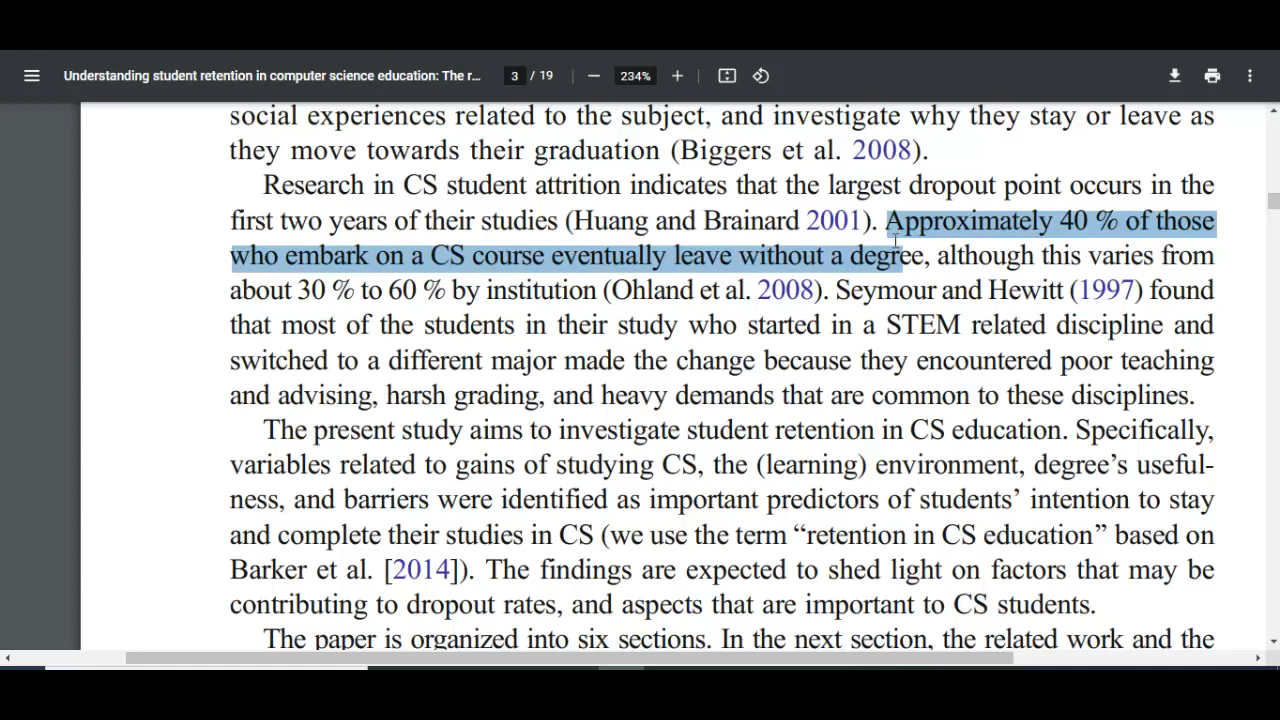 Understanding student retention in computer science education: The r...
3 / 19
234%
social experiences related to the subject, and investigate why they stay or leave as
they move towards their graduation (Biggers et al. 2008).
Research in CS student attrition indicates that the largest dropout point occurs in the
first two years of their studies (Huang and Brainard 2001). Approximately 40 % of those
who embark on a CS course eventually leave without a degree, although this varies from
about 30 % to 60 % by institution (Ohland et al. 2008). Seymour and Hewitt (1997) found
that most of the students in their study who started in a STEM related discipline and
switched to a different major made the change because they encountered poor teaching
and advising, harsh grading, and heavy demands that are common to these disciplines.
The present study aims to investigate student retention in CS education. Specifically,
variables related to gains of studying CS, the (learning) environment, degree's useful-
ness, and barriers were identified as important predictors of students' intention to stay
and complete their studies in CS (we use the term “retention in CS education” based on
Barker et al. [2014]). The findings are expected to shed light on factors that may be
contributing to dropout rates, and aspects that are important to CS students.
The paper is organized into six sections. In the next section, the related work and the